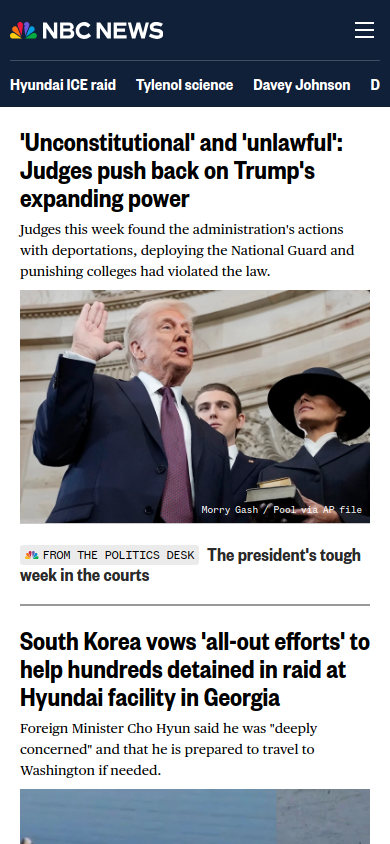 NBC NEWS
Hyundai ICE raid Tylenol science Davey Johnson D
'Unconstitutional' and 'unlawful':
Judges push back on Trump's
expanding power
Judges this week found the administration's actions
with deportations, deploying the National Guard and
punishing colleges had violated the law.
Morry Gash / Pool via AP file
FROM THE POLITICS DESK The president's tough
week in the courts
South Korea vows 'all-out efforts' to
help hundreds detained in raid at
Hyundai facility in Georgia
Foreign Minister Cho Hyun said he was "deeply
concerned" and that he is prepared to travel to
Washington if needed.